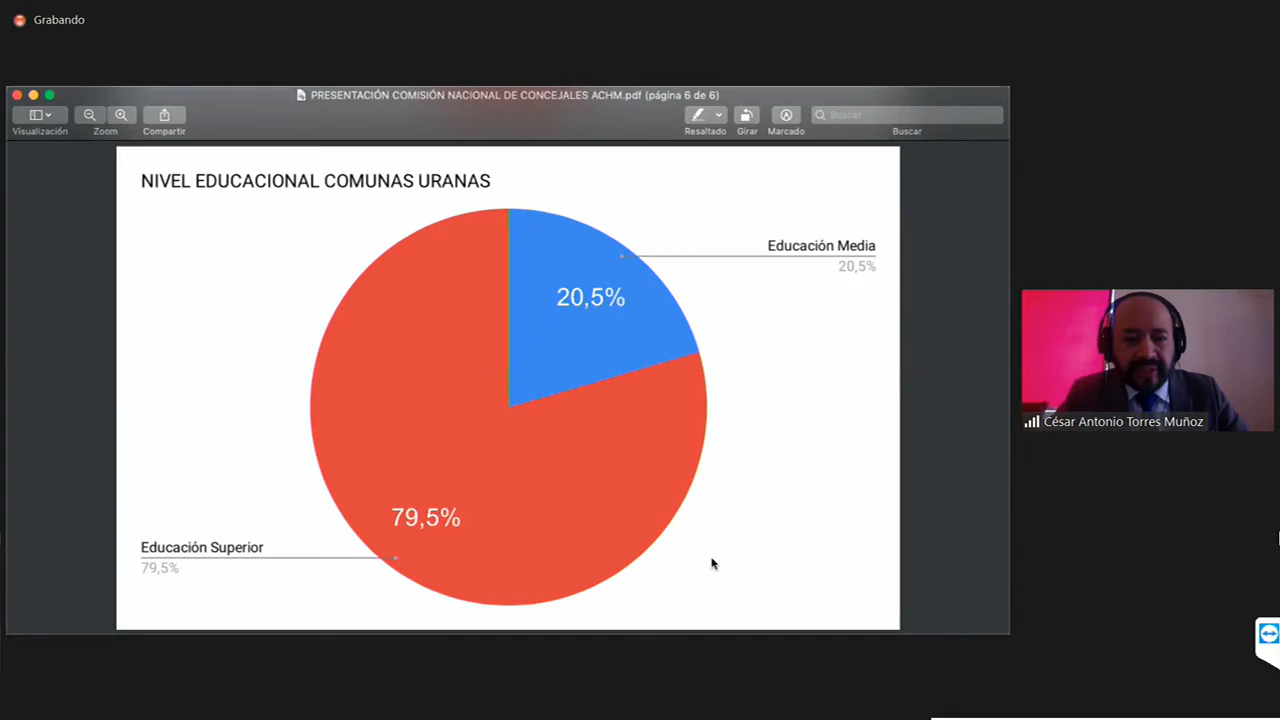 Grabando
PRESENTACIÓN COMISIÓN NACIONAL DE CONCEJALES ACHM.pdf (página 6 de 6)
Visualización
Zoom
Compartir
Resaltado
Girar
Marcado
Buscar
Buscar
NIVEL EDUCACIONAL COMUNAS URANAS
Educación Media
20,5%
20,5%
79,5%
Educación Superior
79,5%
César Antonio Torres Muñoz